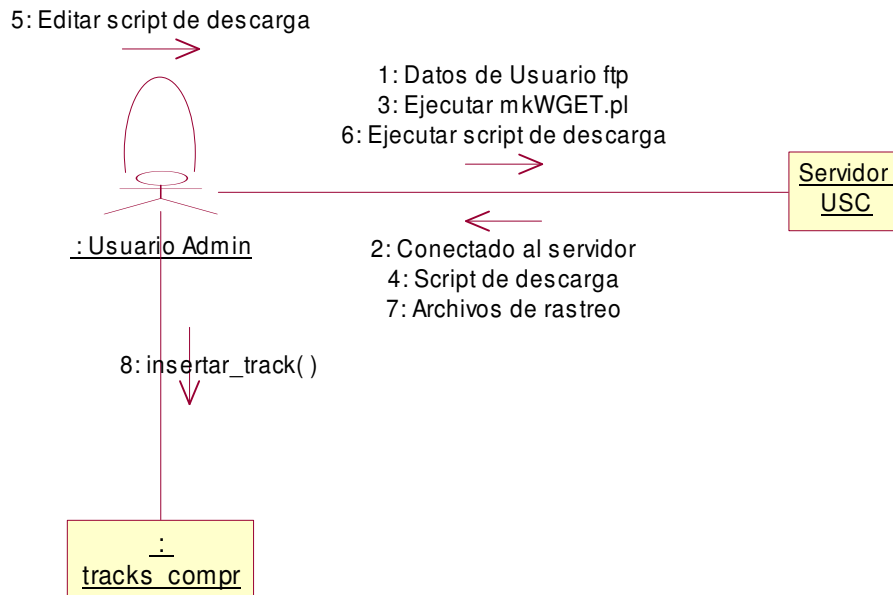 5: Editar script de descarga
1: Datos de Usuario ftp
3: Ejecutar mkWGET.pl
6: Ejecutar script de descarga
Servidor
USC
: Usuario Admin
2: Conectado al servidor
4: Script de descarga
7: Archivos de rastreo
8: insertar_track( )
:
tracks_compr